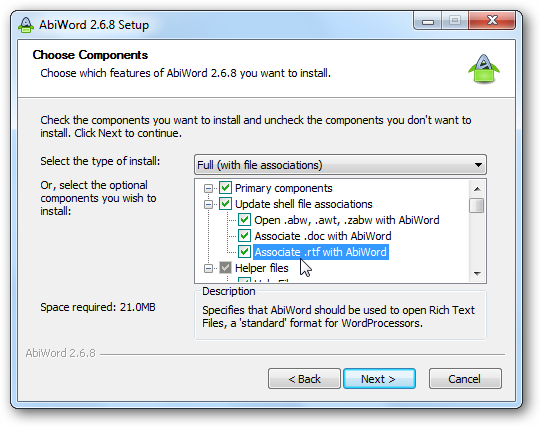 AbiWord 2.6.8 Setup
Choose Components
Choose which features of AbiWord 2.6.8 you want to install.
Check the components you want to install and uncheck the components you don't want to
install. Click Next to continue.
Select the type of install:
Full (with file associations)
Or, select the optional
components you wish to
install:
Primary components
Update shell file associations
Open .abw, .awt, .zabw with AbiWord
Associate .doc with AbiWord
Associate .rtf with AbiWord
Helper files
Space required: 21.0MB
Description
Specifies that AbiWord should be used to open Rich Text
Files, a 'standard' format for WordProcessors.
AbiWord 2.6.8
< Back
Next >
Cancel